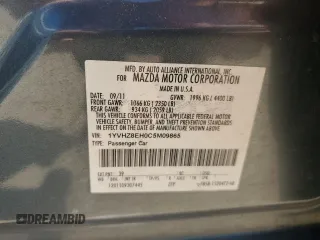 MFD. BY AUTO ALLIANCE INTERNATIONAL, INC.
FOR MAZDA MOTOR CORPORATION
MADE IN U.S.A.
09/11 GVWR: 1996 KG / 4400 LB)
FRONT GAWR: 1066 KG ( 2350 LB)
REAR GAWR: 934 KG ( 2059 LB)
THIS VEHICLE CONFORMS TO ALL APPLICABLE FEDERAL
MOTOR VEHICLE SAFETY, BUMPER, AND THEFT PREVENTION STANDARDS
IN EFFECT ON THE DATE OF MANUFACTURE SHOWN ABOVE.
VIN: 1YVHZ8EH0C5M09865
TYPE: Passenger Car